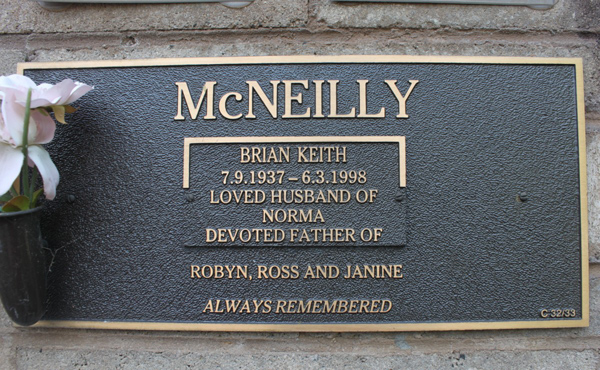 McNEILLY
BRIAN KEITH
7.9.1937 – 6.3.1998
LOVED HUSBAND OF
NORMA
DEVOTED FATHER OF
ROBYN, ROSS AND JANINE
ALWAYS REMEMBERED
C-32/33